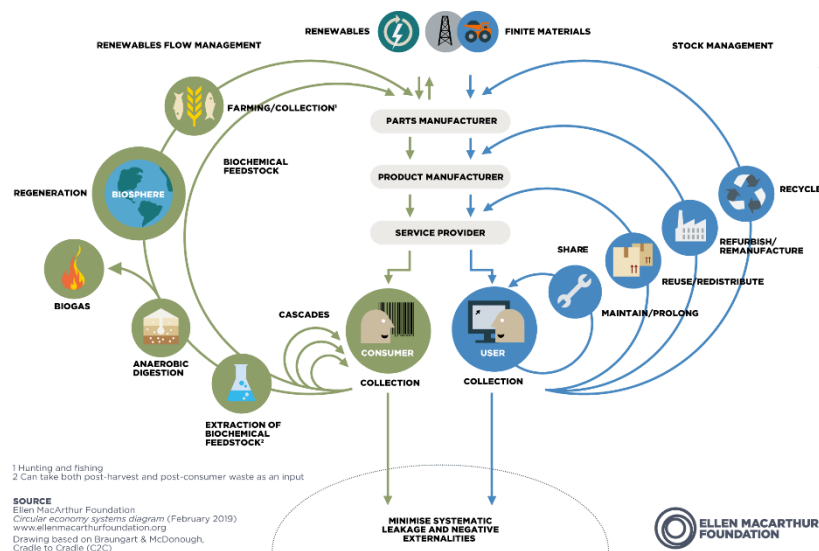 RENEWABLES
FINITE MATERIALS
RENEWABLES FLOW MANAGEMENT
STOCK MANAGEMENT
FARMING/COLLECTION¹
PARTS MANUFACTURER
BIOCHEMICAL
FEEDSTOCK
PRODUCT MANUFACTURER
REGENERATION
BIOSPHERE
RECYCLE
SERVICE PROVIDER
SHARE
REFURBISH/
REMANUFACTURE
REUSE/REDISTRIBUTE
BIOGAS
CASCADES
MAINTAIN/PROLONG
CONSUMER
USER
ANAEROBIC
DIGESTION
COLLECTION
COLLECTION
EXTRACTION OF
BIOCHEMICAL
FEEDSTOCK²
1 Hunting and fishing
2 Can take both post-harvest and post-consumer waste as an input
SOURCE
Ellen MacArthur Foundation
Circular economy systems diagram (February 2019)
www.ellenmacarthurfoundation.org
Drawing based on Braungart & McDonough,
Cradle to Cradle (C2C)
MINIMISE SYSTEMATIC
LEAKAGE AND NEGATIVE
EXTERNALITIES
ELLEN MACARTHUR
FOUNDATION